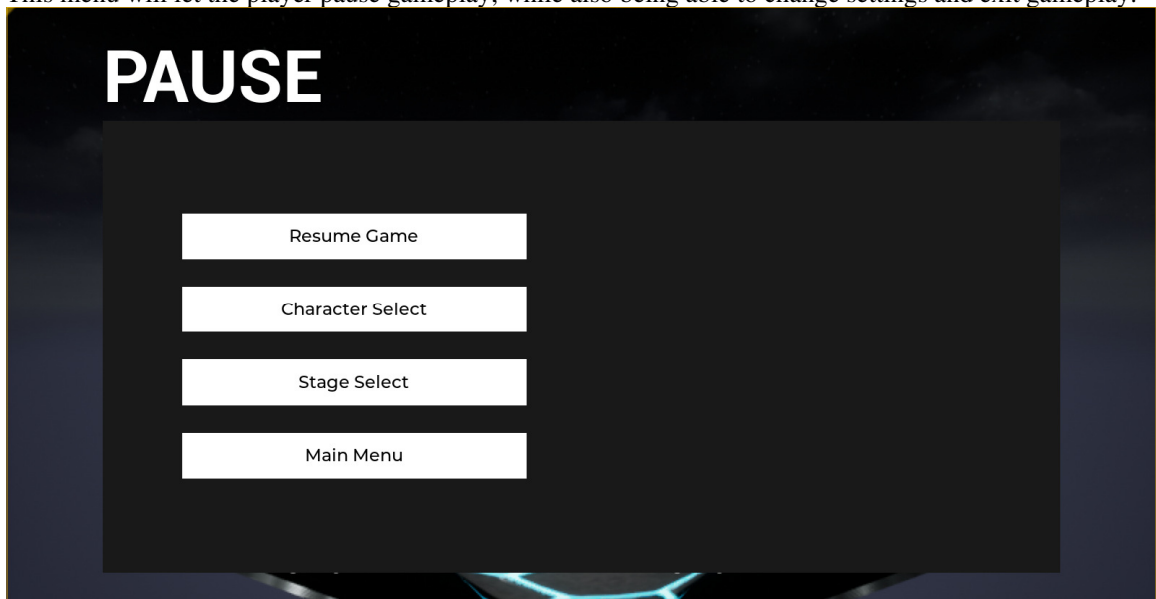 This menu will let the player pause gameplay, while also being able to change settings and exit gameplay.
PAUSE
Resume Game
Character Select
Stage Select
Main Menu